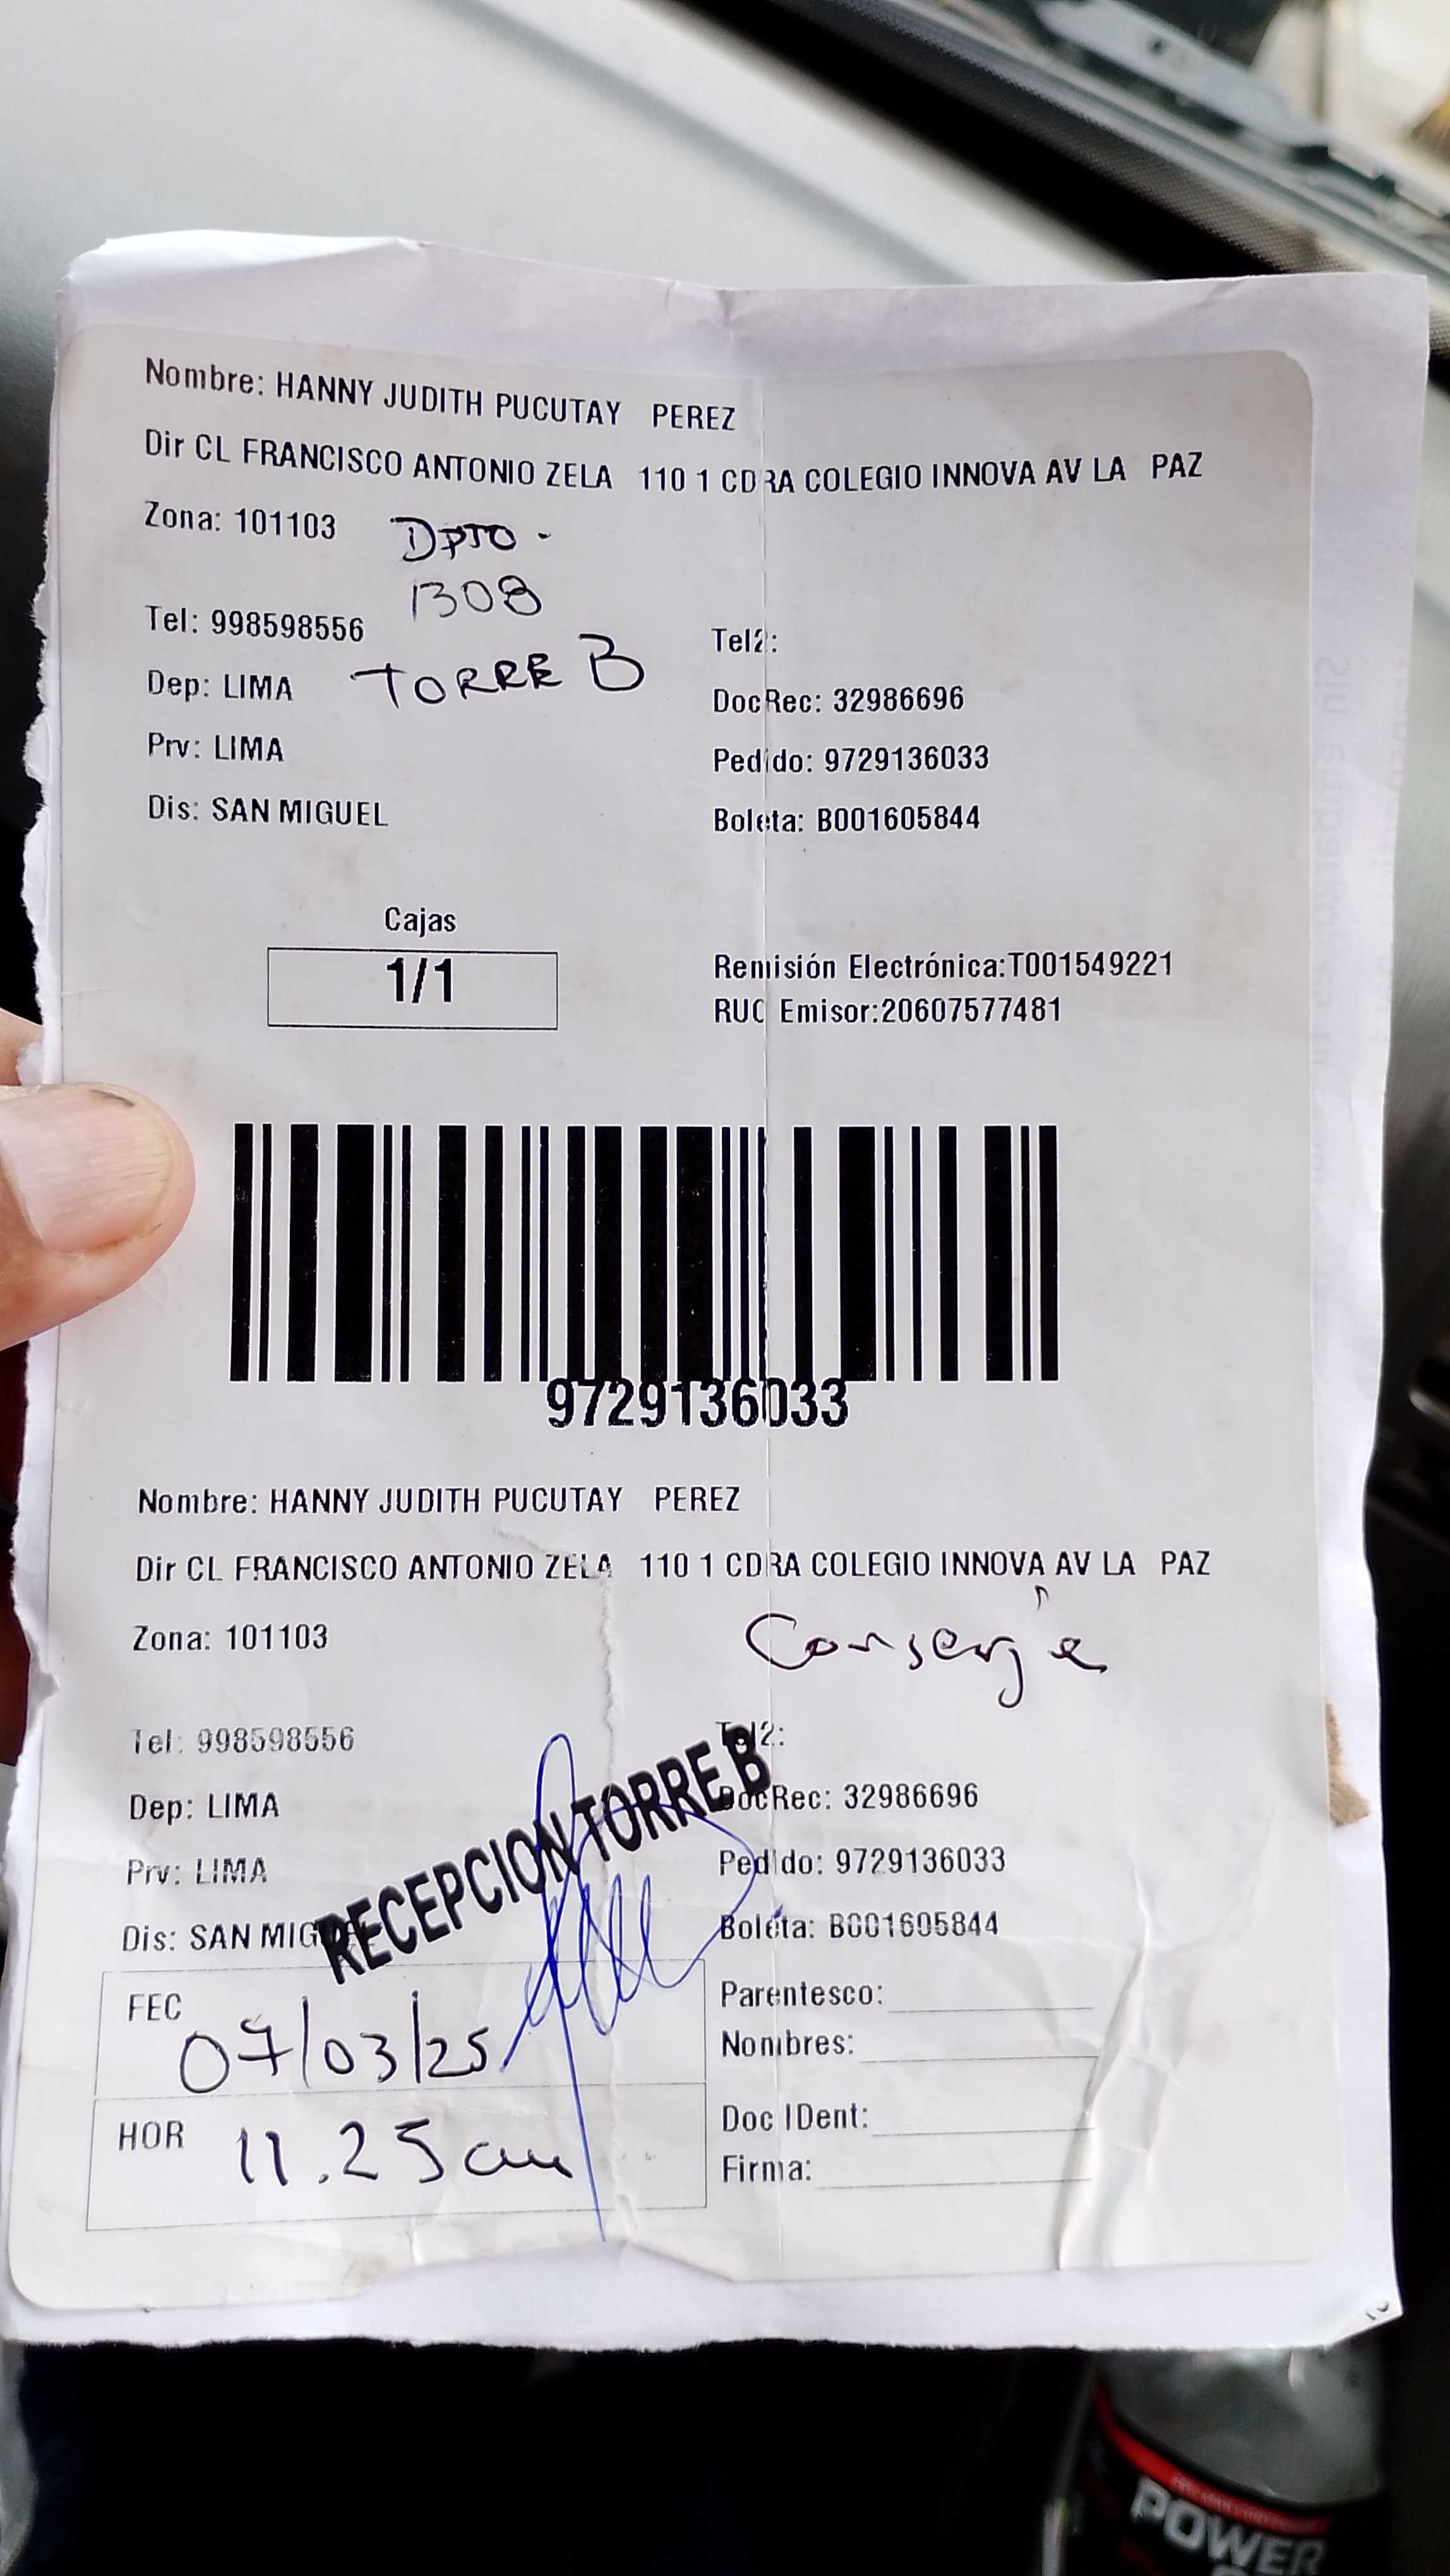 Nombre: HANNY JUDITH PUCUTAY PEREZ
Dir CL FRANCISCO ANTONIO ZELA 110 1 CDRA COLEGIO INNOVA AV LA PAZ
Zona: 101103
DPTO -
1308
Tel: 998598556
Tel2:
TORRE B
Dep: LIMA
DocRec: 32986696
Prv: LIMA
Pedido: 9729136033
Dis: SAN MIGUEL
Boleta: B001605844
Cajas
1/1
Remisión Electrónica:T001549221
RUC Emisor:20607577481
9729136033
Nombre: HANNY JUDITH PUCUTAY PEREZ
Dir CL FRANCISCO ANTONIO ZELA 110 1 CDRA COLEGIO INNOVA AV LA PAZ
Zona: 101103
Conserje
Tel: 998598556
Tel2:
RECEPCION TORRE B
Dep: LIMA
DocRec: 32986696
Prv: LIMA
Pedido: 9729136033
Dis: SAN MIGUEL
Boleta: B001605844
FEC
07/03/25
HOR
11.25 am
Parentesco:
Nombres:
Doc IDent:
Firma:
POWER